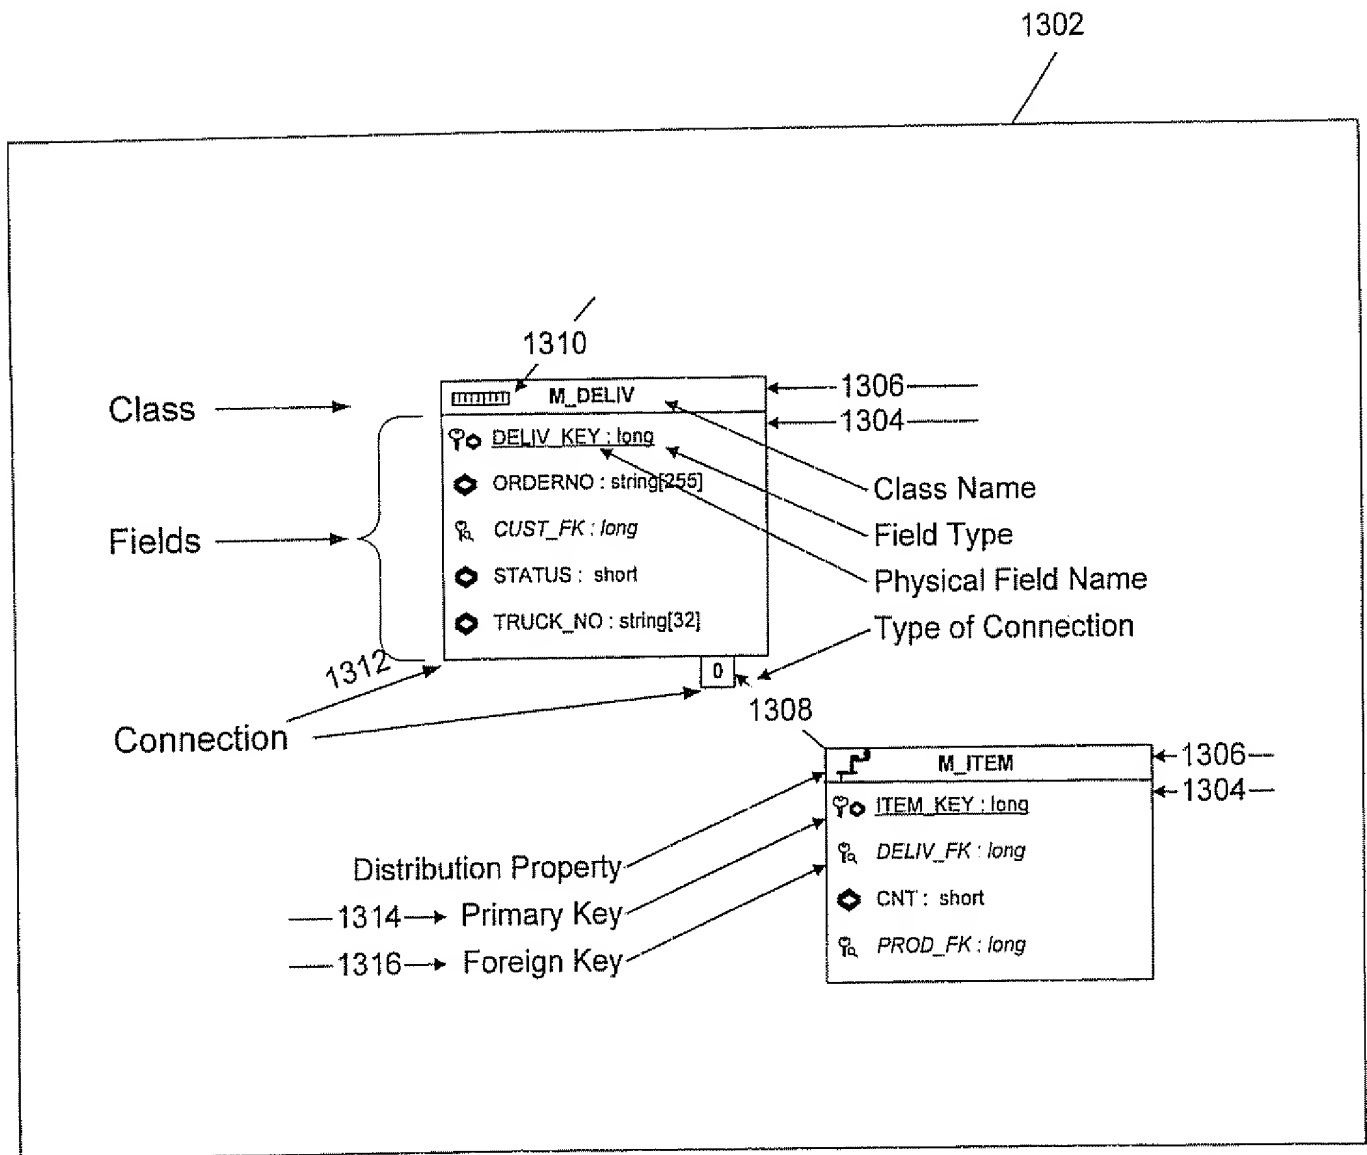 1302
1310
M_DELIV
1306
1304
Class
DELIV_KEY : long
ORDERNO : string[255]
CUST_FK : long
STATUS : short
TRUCK_NO : string[32]
Fields
Class Name
Field Type
Physical Field Name
Type of Connection
1312
0
Connection
1308
M_ITEM
1306
1304
ITEM_KEY : long
DELIV_FK : long
CNT : short
PROD_FK : long
Distribution Property
1314 Primary Key
1316 Foreign Key